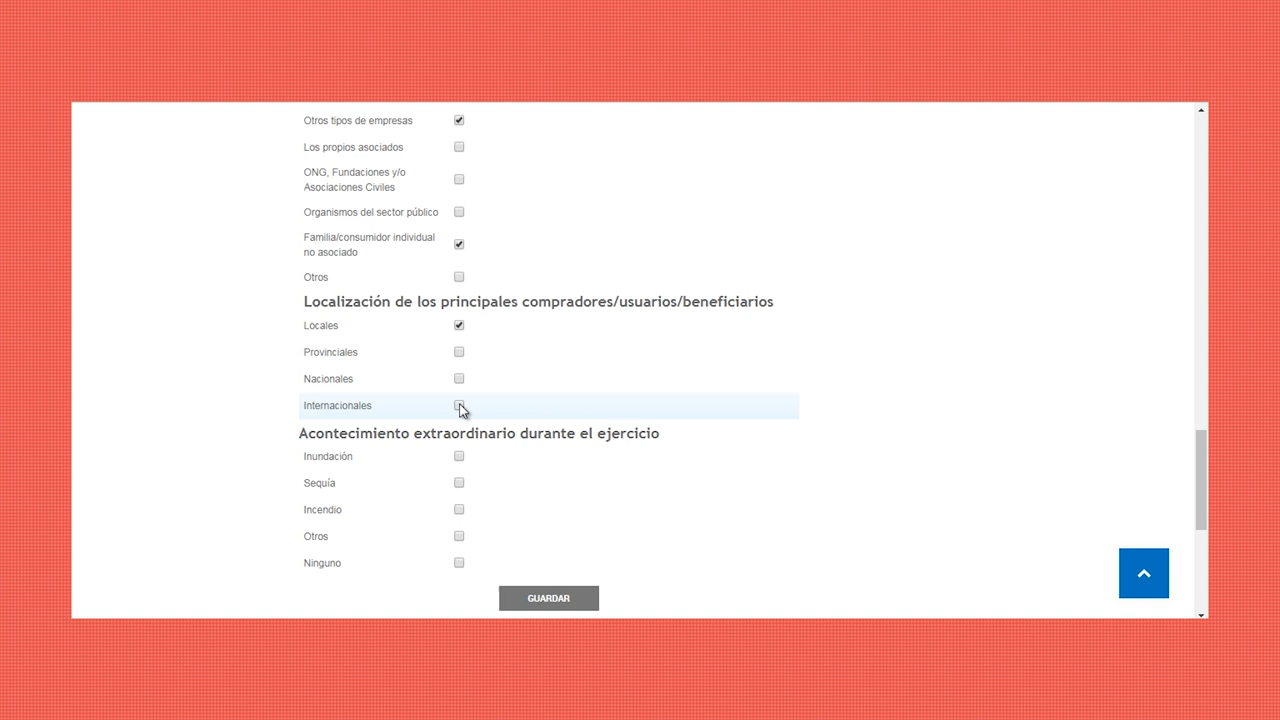 Otros tipos de empresas
Los propios asociados
ONG, Fundaciones y/o
Asociaciones Civiles
Organismos del sector público
Familia/consumidor individual
no asociado
Otros
Localización de los principales compradores/usuarios/beneficiarios
Locales
Provinciales
Nacionales
Internacionales
Acontecimiento extraordinario durante el ejercicio
Inundación
Sequía
Incendio
Otros
Ninguno
GUARDAR